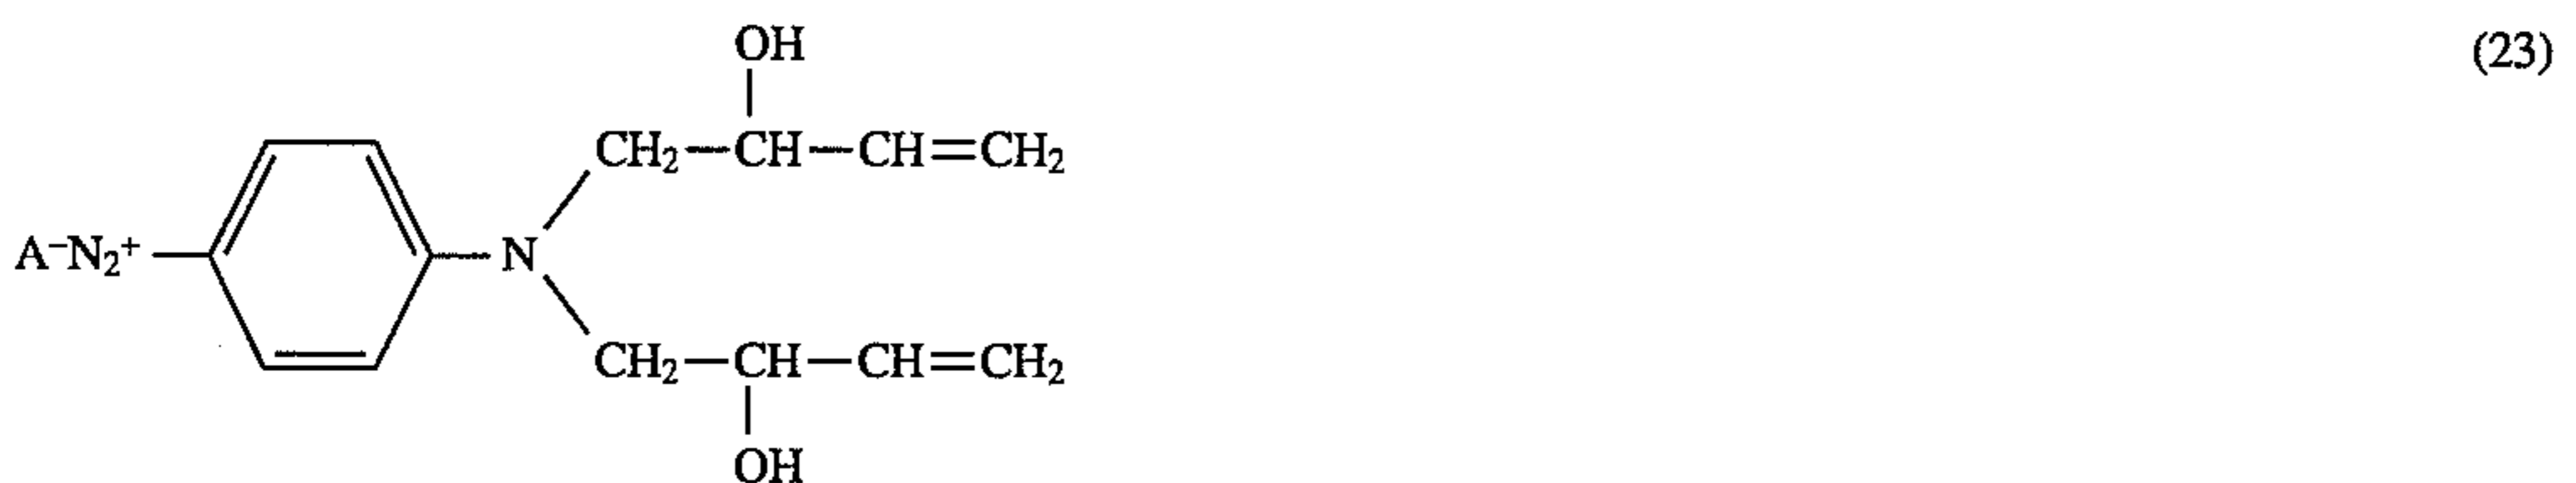 OH (23)
CH₂—CH—CH=CH₂
A⁻N₂⁺ N
CH₂—CH—CH=CH₂
OH